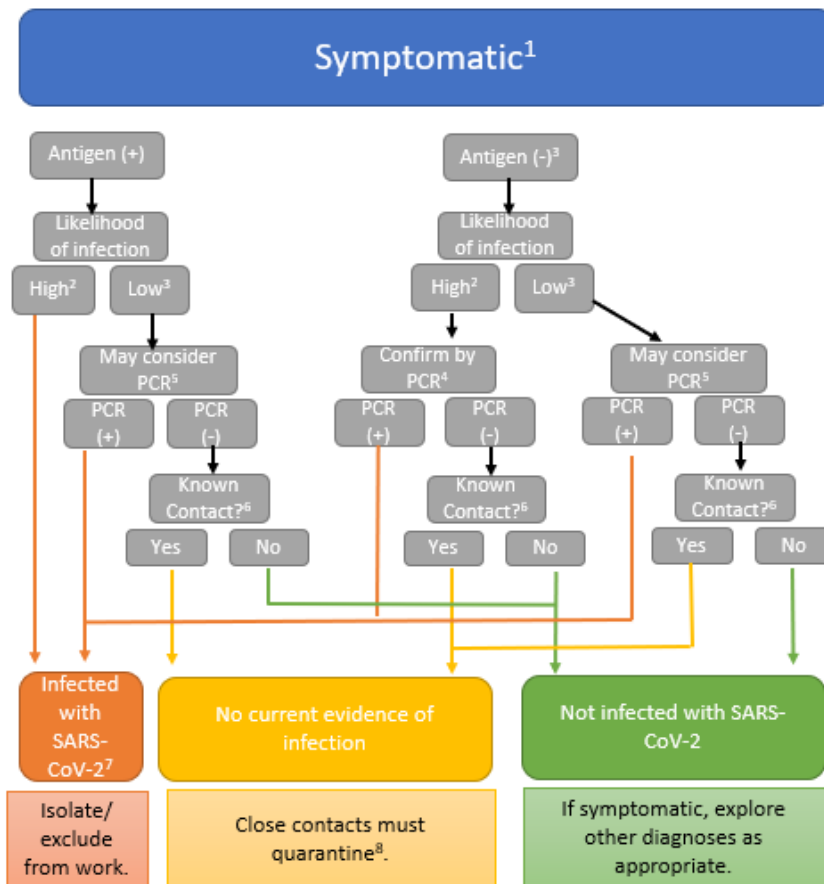 Symptomatic¹
Antigen (+)
Antigen (-)³
Likelihood
of infection
Likelihood
of infection
High²
Low³
High²
Low³
May consider
PCR⁵
Confirm by
PCR⁴
May consider
PCR⁵
PCR
(+)
PCR
(-)
PCR
(+)
PCR
(-)
PCR
(+)
PCR
(-)
Known
Contact?⁶
Known
Contact?⁶
Known
Contact?⁶
Yes
No
Yes
No
Yes
No
Infected
with
SARS-
CoV-2⁷
No current evidence of
infection
Not infected with SARS-
CoV-2
Isolate/
exclude
from work.
Close contacts must
quarantine⁸.
If symptomatic, explore
other diagnoses as
appropriate.